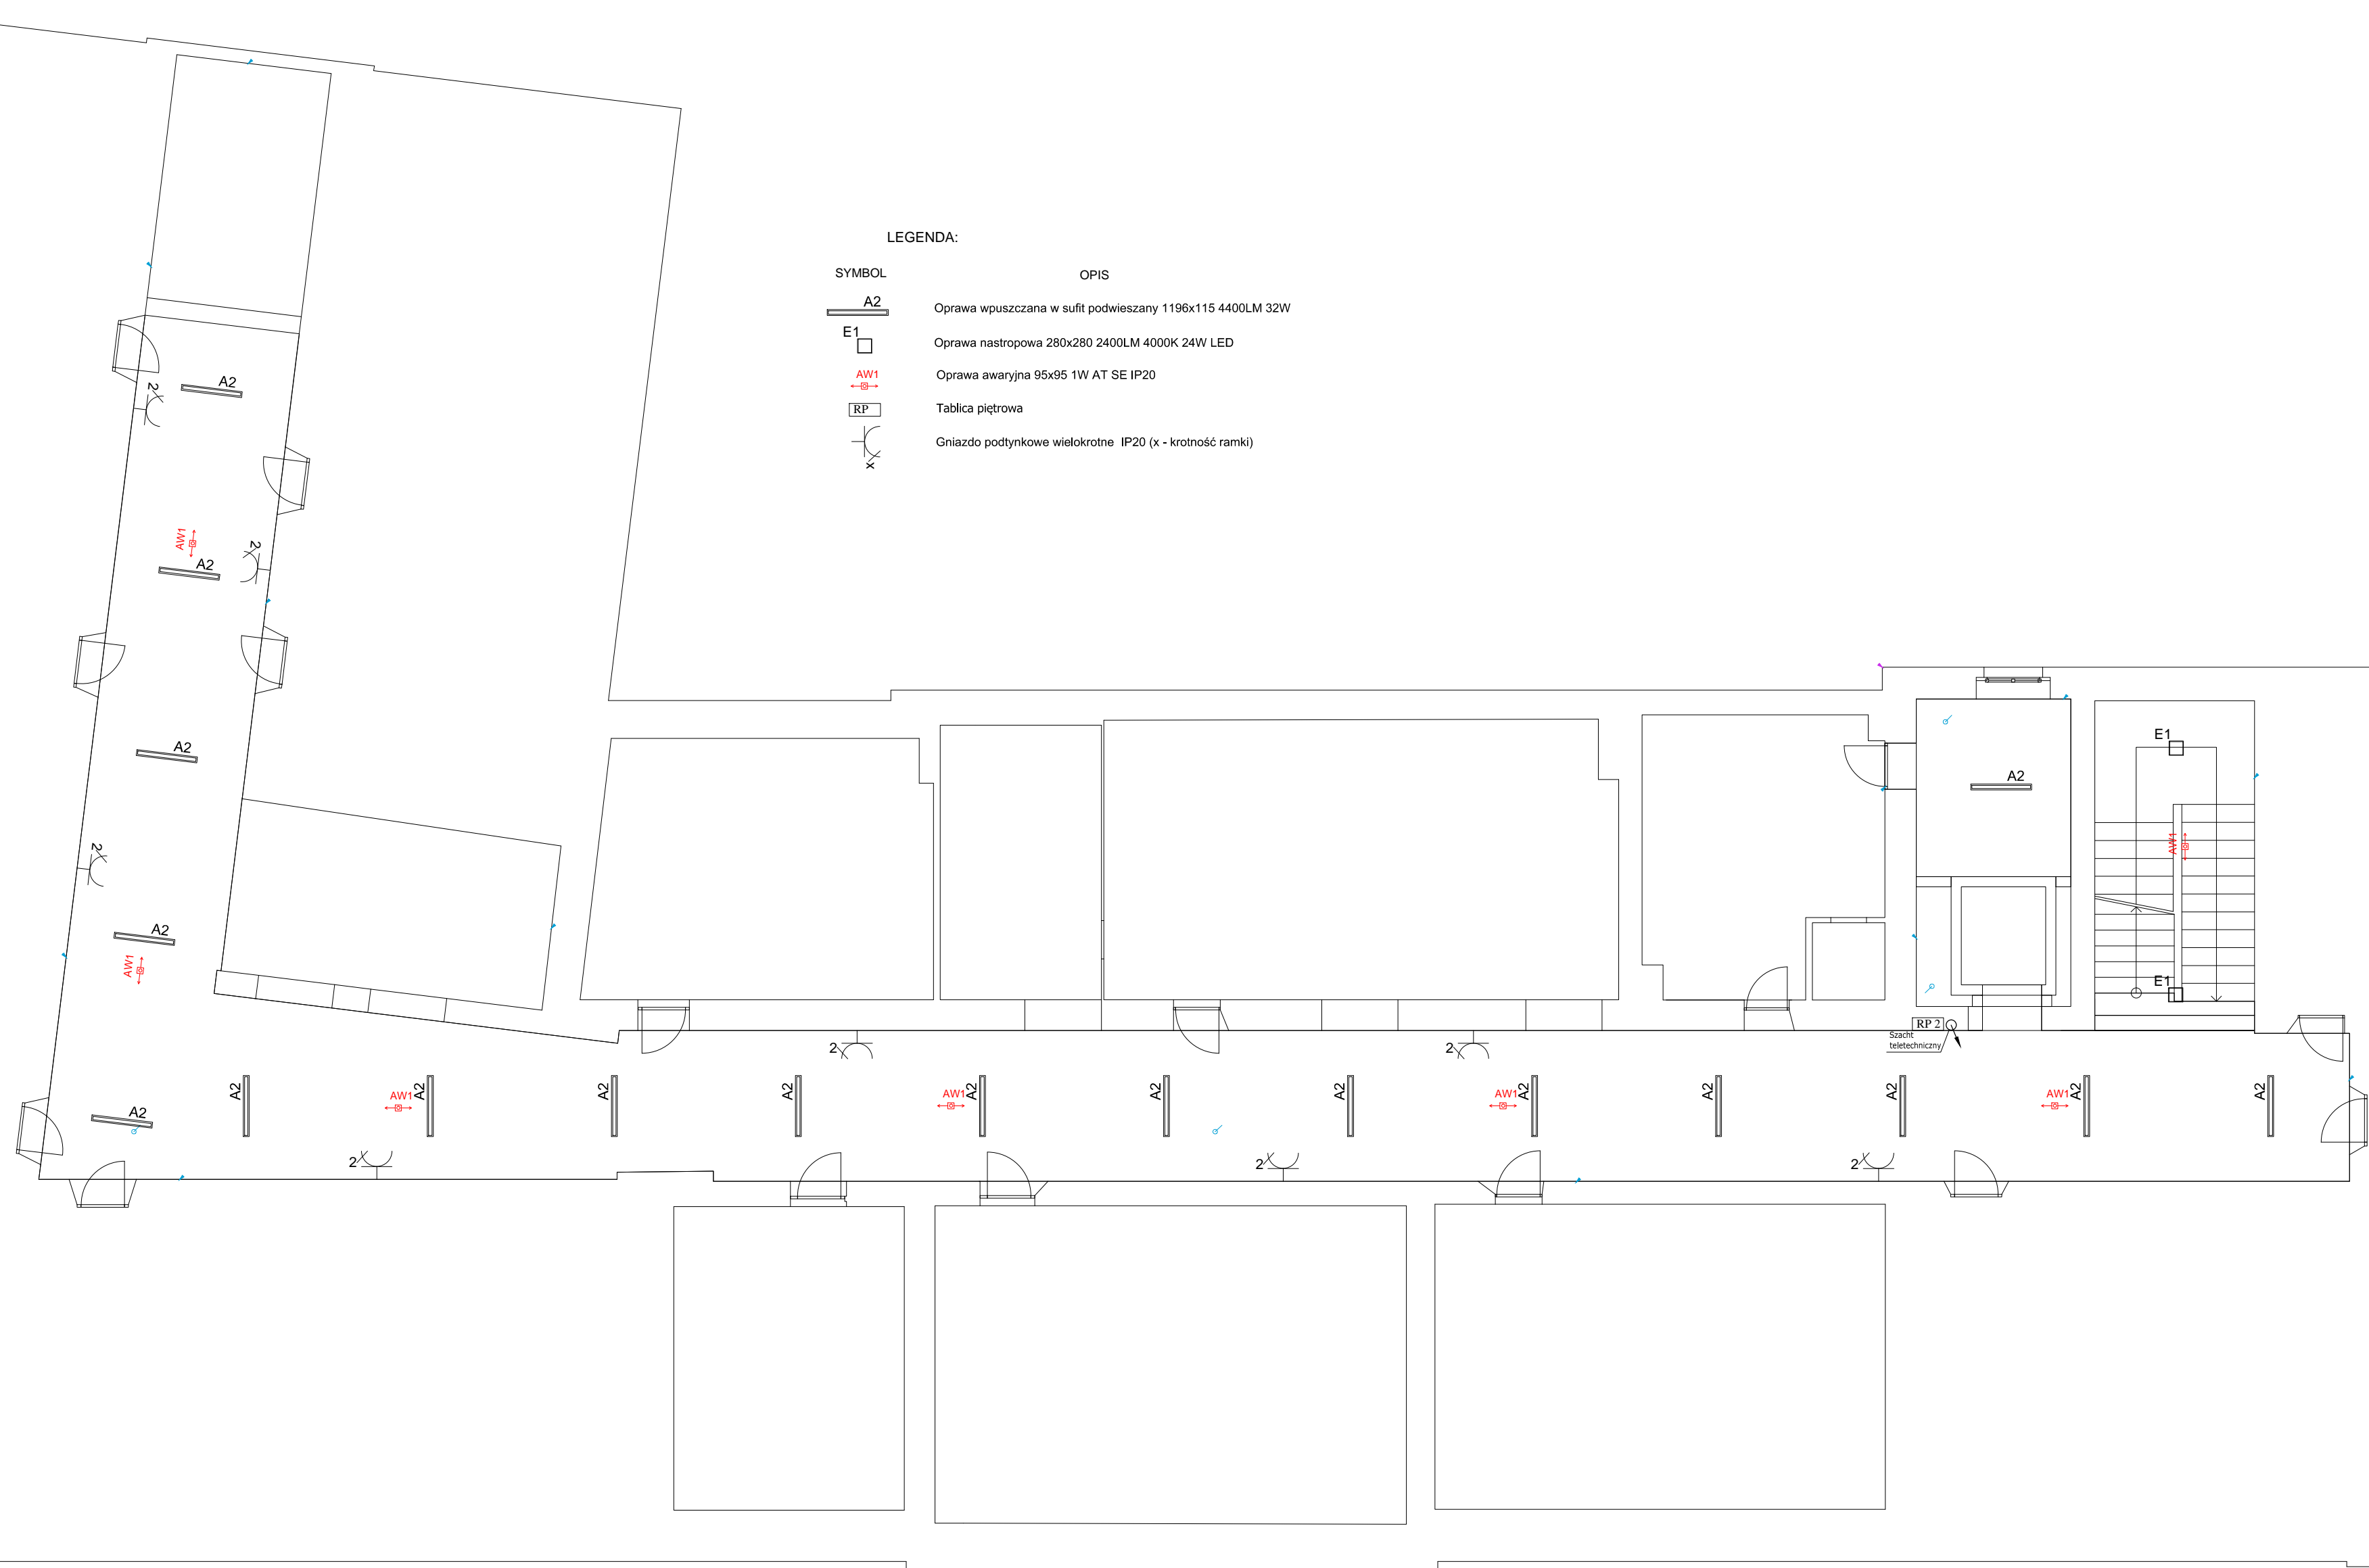 LEGENDA:
SYMBOL OPIS
A2 Oprawa wpuszczana w sufit podwieszany 1196x115 4400LM 32W
E1 Oprawa nastropowa 280x280 2400LM 4000K 24W LED
AW1 Oprawa awaryjna 95x95 1W AT SE IP20
RP Tablica piętrowa
x Gniazdo podtynkowe wielokrotne IP20 (x - krotność ramki)
A2
2
AW1
2
A2
A2
2
A2
AW1
A2
E1
A2
AW1
E1
RP 2
Szacht
teletechniczny
2
2
A2
A2
AW1
A2
A2
A2
AW1
A2
A2
A2
AW1
A2
A2
A2
AW1
A2
A2
2
2
2